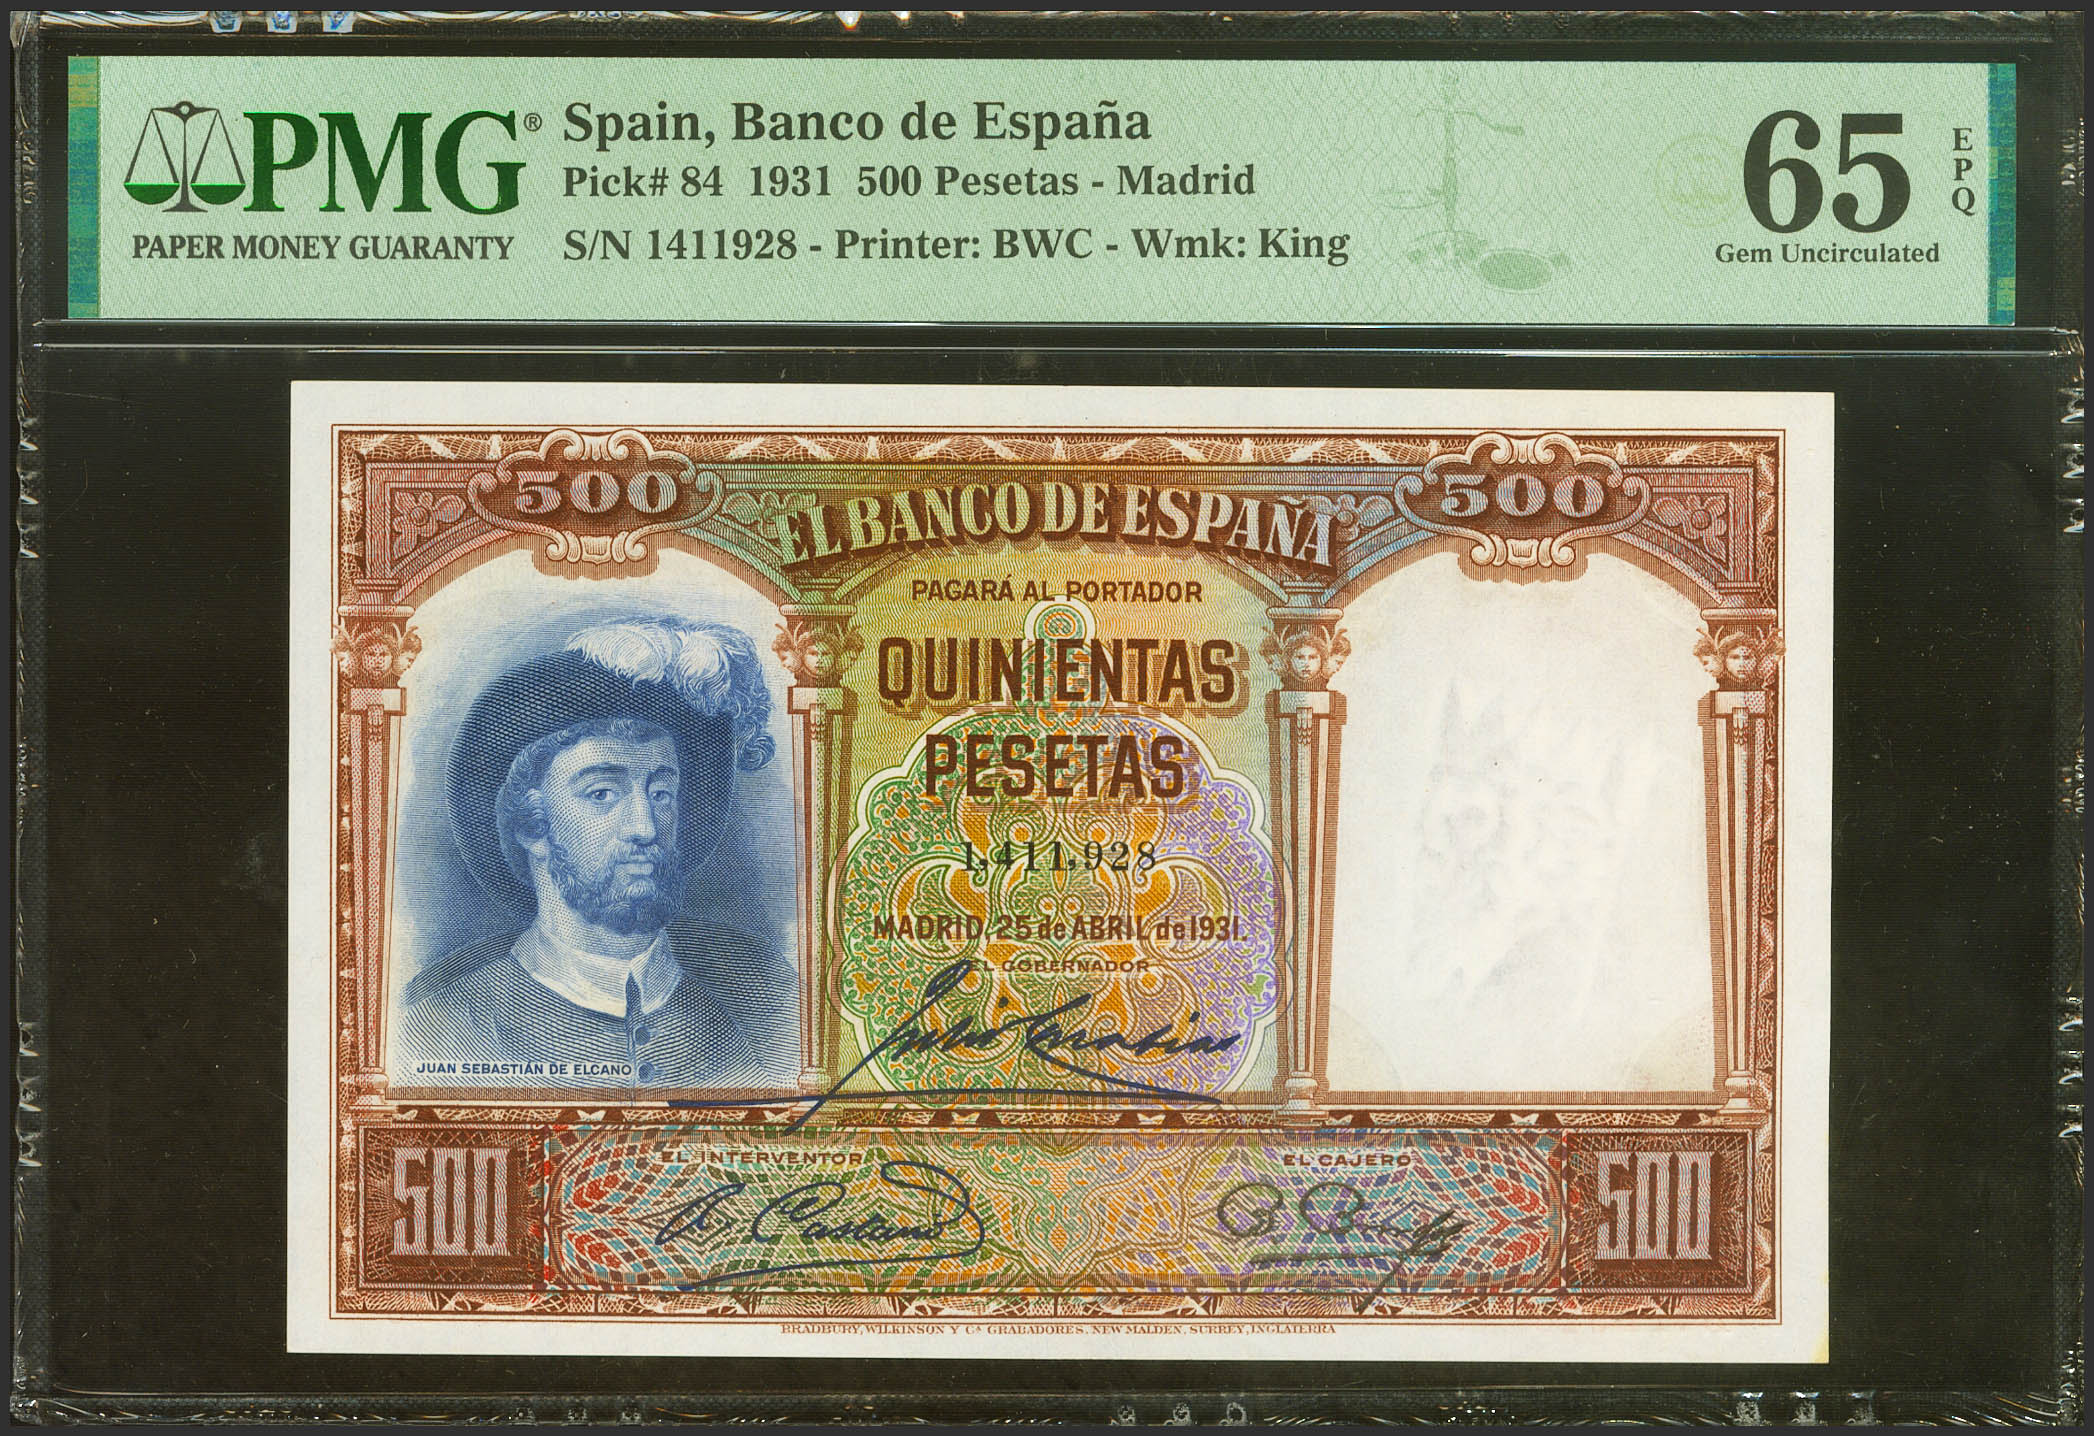 PMG®
PAPER MONEY GUARANTY
Spain, Banco de España
Pick# 84 1931 500 Pesetas - Madrid
S/N 1411928 - Printer: BWC - Wmk: King
65
EPQ
Gem Uncirculated
500
500
EL BANCO DE ESPAÑA
PAGARÁ AL PORTADOR
QUINIENTAS
PESETAS
1,411,928
MADRID, 25 de ABRIL de 1931.
EL GOBERNADOR
JUAN SEBASTIÁN DE ELCANO
EL INTERVENTOR
EL CAJERO
500
500
BRADBURY, WILKINSON Y Cª GRABADORES, NEW MALDEN, SURREY, INGLATERRA